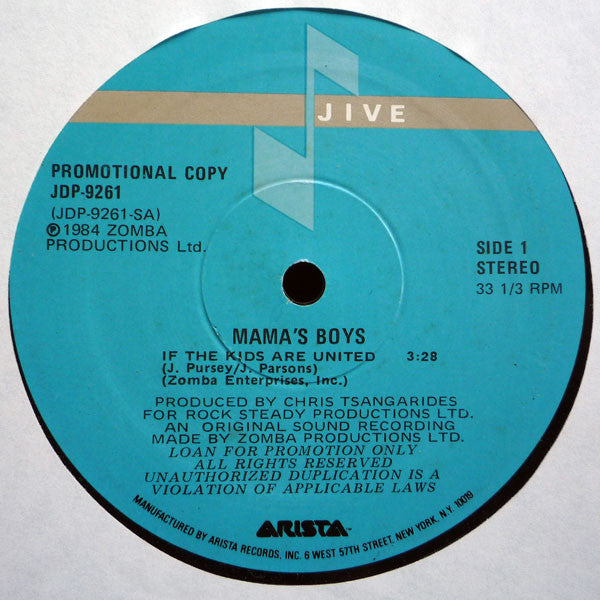 JIVE
PROMOTIONAL COPY
JDP-9261
(JDP-9261-SA)
℗1984 ZOMBA
PRODUCTIONS Ltd.
SIDE 1
STEREO
33 1/3 RPM
MAMA'S BOYS
IF THE KIDS ARE UNITED 3:28
(J. Pursey/J. Parsons)
(Zomba Enterprises, Inc.)
PRODUCED BY CHRIS TSANGARIDES
FOR ROCK STEADY PRODUCTIONS LTD.
AN ORIGINAL SOUND RECORDING
MADE BY ZOMBA PRODUCTIONS LTD.
LOAN FOR PROMOTION ONLY
ALL RIGHTS RESERVED
UNAUTHORIZED DUPLICATION IS A
VIOLATION OF APPLICABLE LAWS
ARISTA™
MANUFACTURED BY ARISTA RECORDS, INC. 6 WEST 57TH STREET, NEW YORK, N.Y. 10019